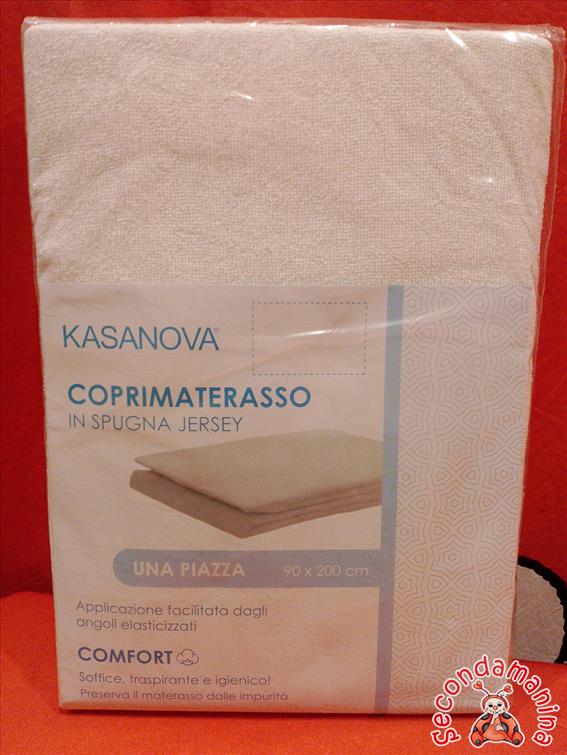 KASANOVA®
COPRIMATERASSO
IN SPUGNA JERSEY
UNA PIAZZA 90 x 200 cm
Applicazione facilitata dagli
angoli elasticizzati
COMFORT
Soffice, traspirante e igienico!
Preserva il materasso dalle impurità
secondamanina